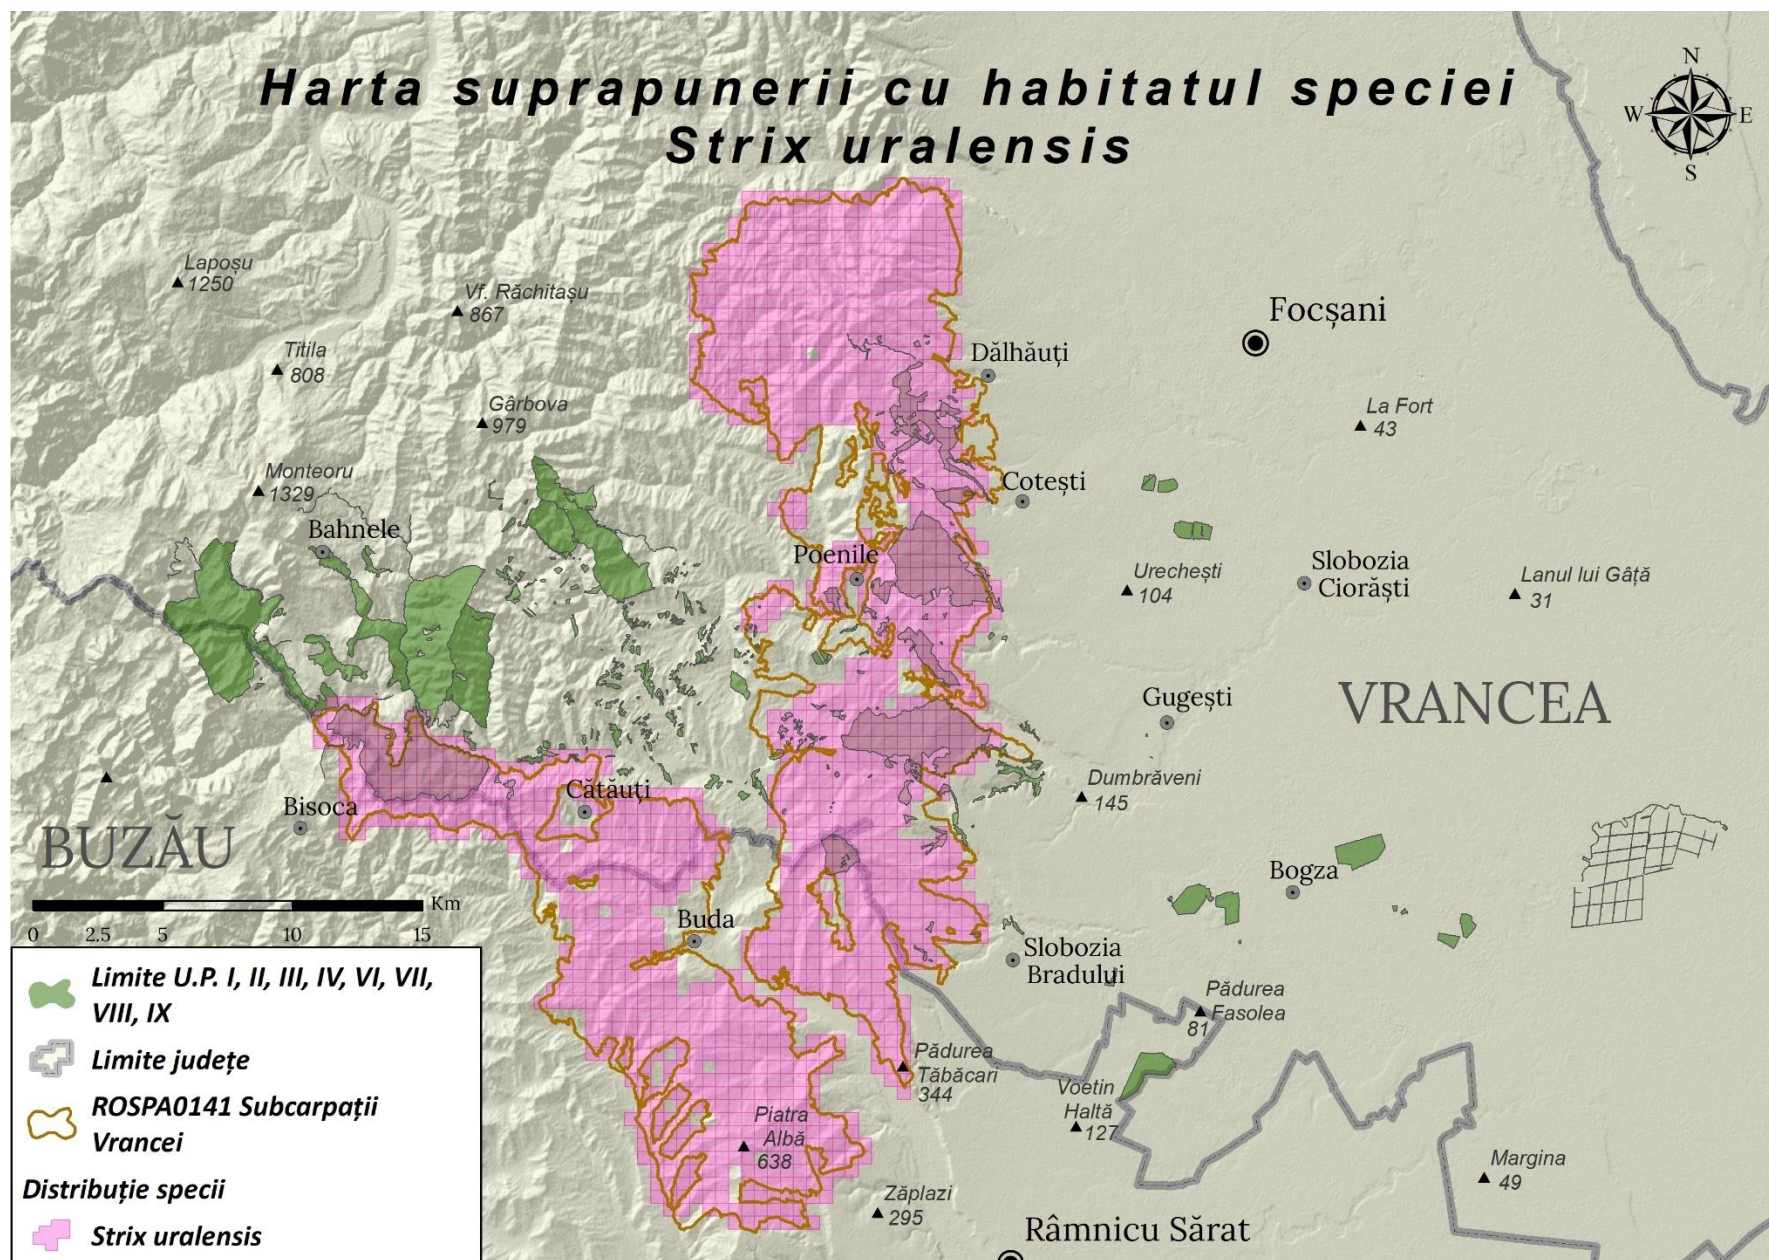 Harta suprapunerii cu habitatul speciei
Strix uralensis
N
W
E
S
Lapoșu
1250
Vf. Răchitașu
867
Focșani
Titila
808
Dălhăuți
Gârbova
979
La Fort
43
Monteoru
1329
Cotești
Bahnele
Poenile
Urechești
104
Slobozia
Ciorăști
Lanul lui Gâță
31
Gugești
VRANCEA
Dumbrăveni
145
Cătăuți
Bisoca
BUZĂU
Bogza
Km
0
2.5
5
10
15
Buda
Slobozia
Bradului
Pădurea
Fasolea
81
Pădurea
Tăbăcari
344
Voetin
Haltă
127
Piatra
Albă
638
Margina
49
Zăplazi
295
Râmnicu Sărat
Limite U.P. I, II, III, IV, VI, VII,
VIII, IX
Limite județe
ROSPA0141 Subcarpații
Vrancei
Distribuție specii
Strix uralensis